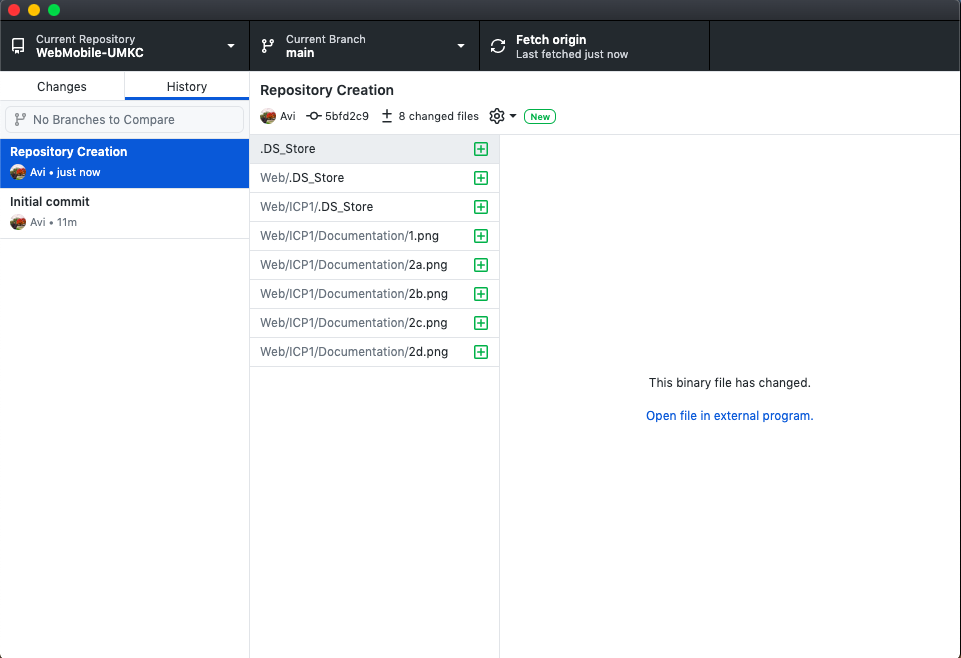 Current Repository
WebMobile-UMKC
Current Branch
main
Fetch origin
Last fetched just now
Changes
History
No Branches to Compare
Repository Creation
Avi • just now
Initial commit
Avi • 11m
Repository Creation
Avi 5bfd2c9 8 changed files New
.DS_Store
Web/.DS_Store
Web/ICP1/.DS_Store
Web/ICP1/Documentation/1.png
Web/ICP1/Documentation/2a.png
Web/ICP1/Documentation/2b.png
Web/ICP1/Documentation/2c.png
Web/ICP1/Documentation/2d.png
This binary file has changed.
Open file in external program.